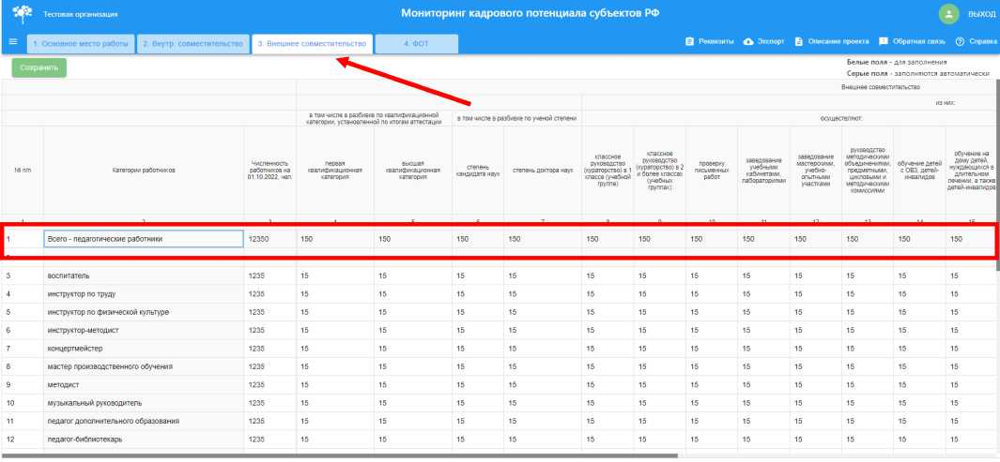 Тестовая организация
Мониторинг кадрового потенциала субъектов РФ
ВЫХОД
1. Основное место работы
2. Внутр. совместительство
3. Внешнее совместительство
4. ФОТ
Реквизиты
Экспорт
Описание проекта
Обратная связь
Справка
Сохранить
Белые поля - для заполнения
Серые поля - заполняются автоматически
Внешнее совместительство
из них:
в том числе в разбивке по квалификационной
категории, установленной по итогам аттестации
в том числе в разбивке по ученой степени
осуществляют:
№ п/п
Категории работников
Численность
работников на
01.10.2022, чел.
первая
квалификационная
категория
высшая
квалификационная
категория
степень
кандидата наук
степень доктора наук
классное
руководство
(кураторство) в 1
классе (учебной
группе)
классное
руководство
(кураторство) в 2
и более классах
(учебных
группах)
проверку
письменных
работ
заведование
учебными
кабинетами,
лабораториями
заведование
мастерскими,
учебно-
опытными
участками
руководство
методическими
объединениями,
предметными,
цикловыми и
методическими
комиссиями
обучение детей
с ОВЗ, детей-
инвалидов
обучение на
дому детей,
нуждающихся в
длительном
лечении, а также
детей-инвалидов
1 2 3 4 5 6 7 8 9 10 11 12 13 14 15
1 Всего - педагогические работники 12350 150 150 150 150 150 150 150 150 150 150 150 150
3 воспитатель 1235 15 15 15 15 15 15 15 15 15 15 15 15
4 инструктор по труду 1235 15 15 15 15 15 15 15 15 15 15 15 15
5 инструктор по физической культуре 1235 15 15 15 15 15 15 15 15 15 15 15 15
6 инструктор-методист 1235 15 15 15 15 15 15 15 15 15 15 15 15
7 концертмейстер 1235 15 15 15 15 15 15 15 15 15 15 15 15
8 мастер производственного обучения 1235 15 15 15 15 15 15 15 15 15 15 15 15
9 методист 1235 15 15 15 15 15 15 15 15 15 15 15 15
10 музыкальный руководитель 1235 15 15 15 15 15 15 15 15 15 15 15 15
11 педагог дополнительного образования 1235 15 15 15 15 15 15 15 15 15 15 15 15
12 педагог-библиотекарь 1235 15 15 15 15 15 15 15 15 15 15 15 15